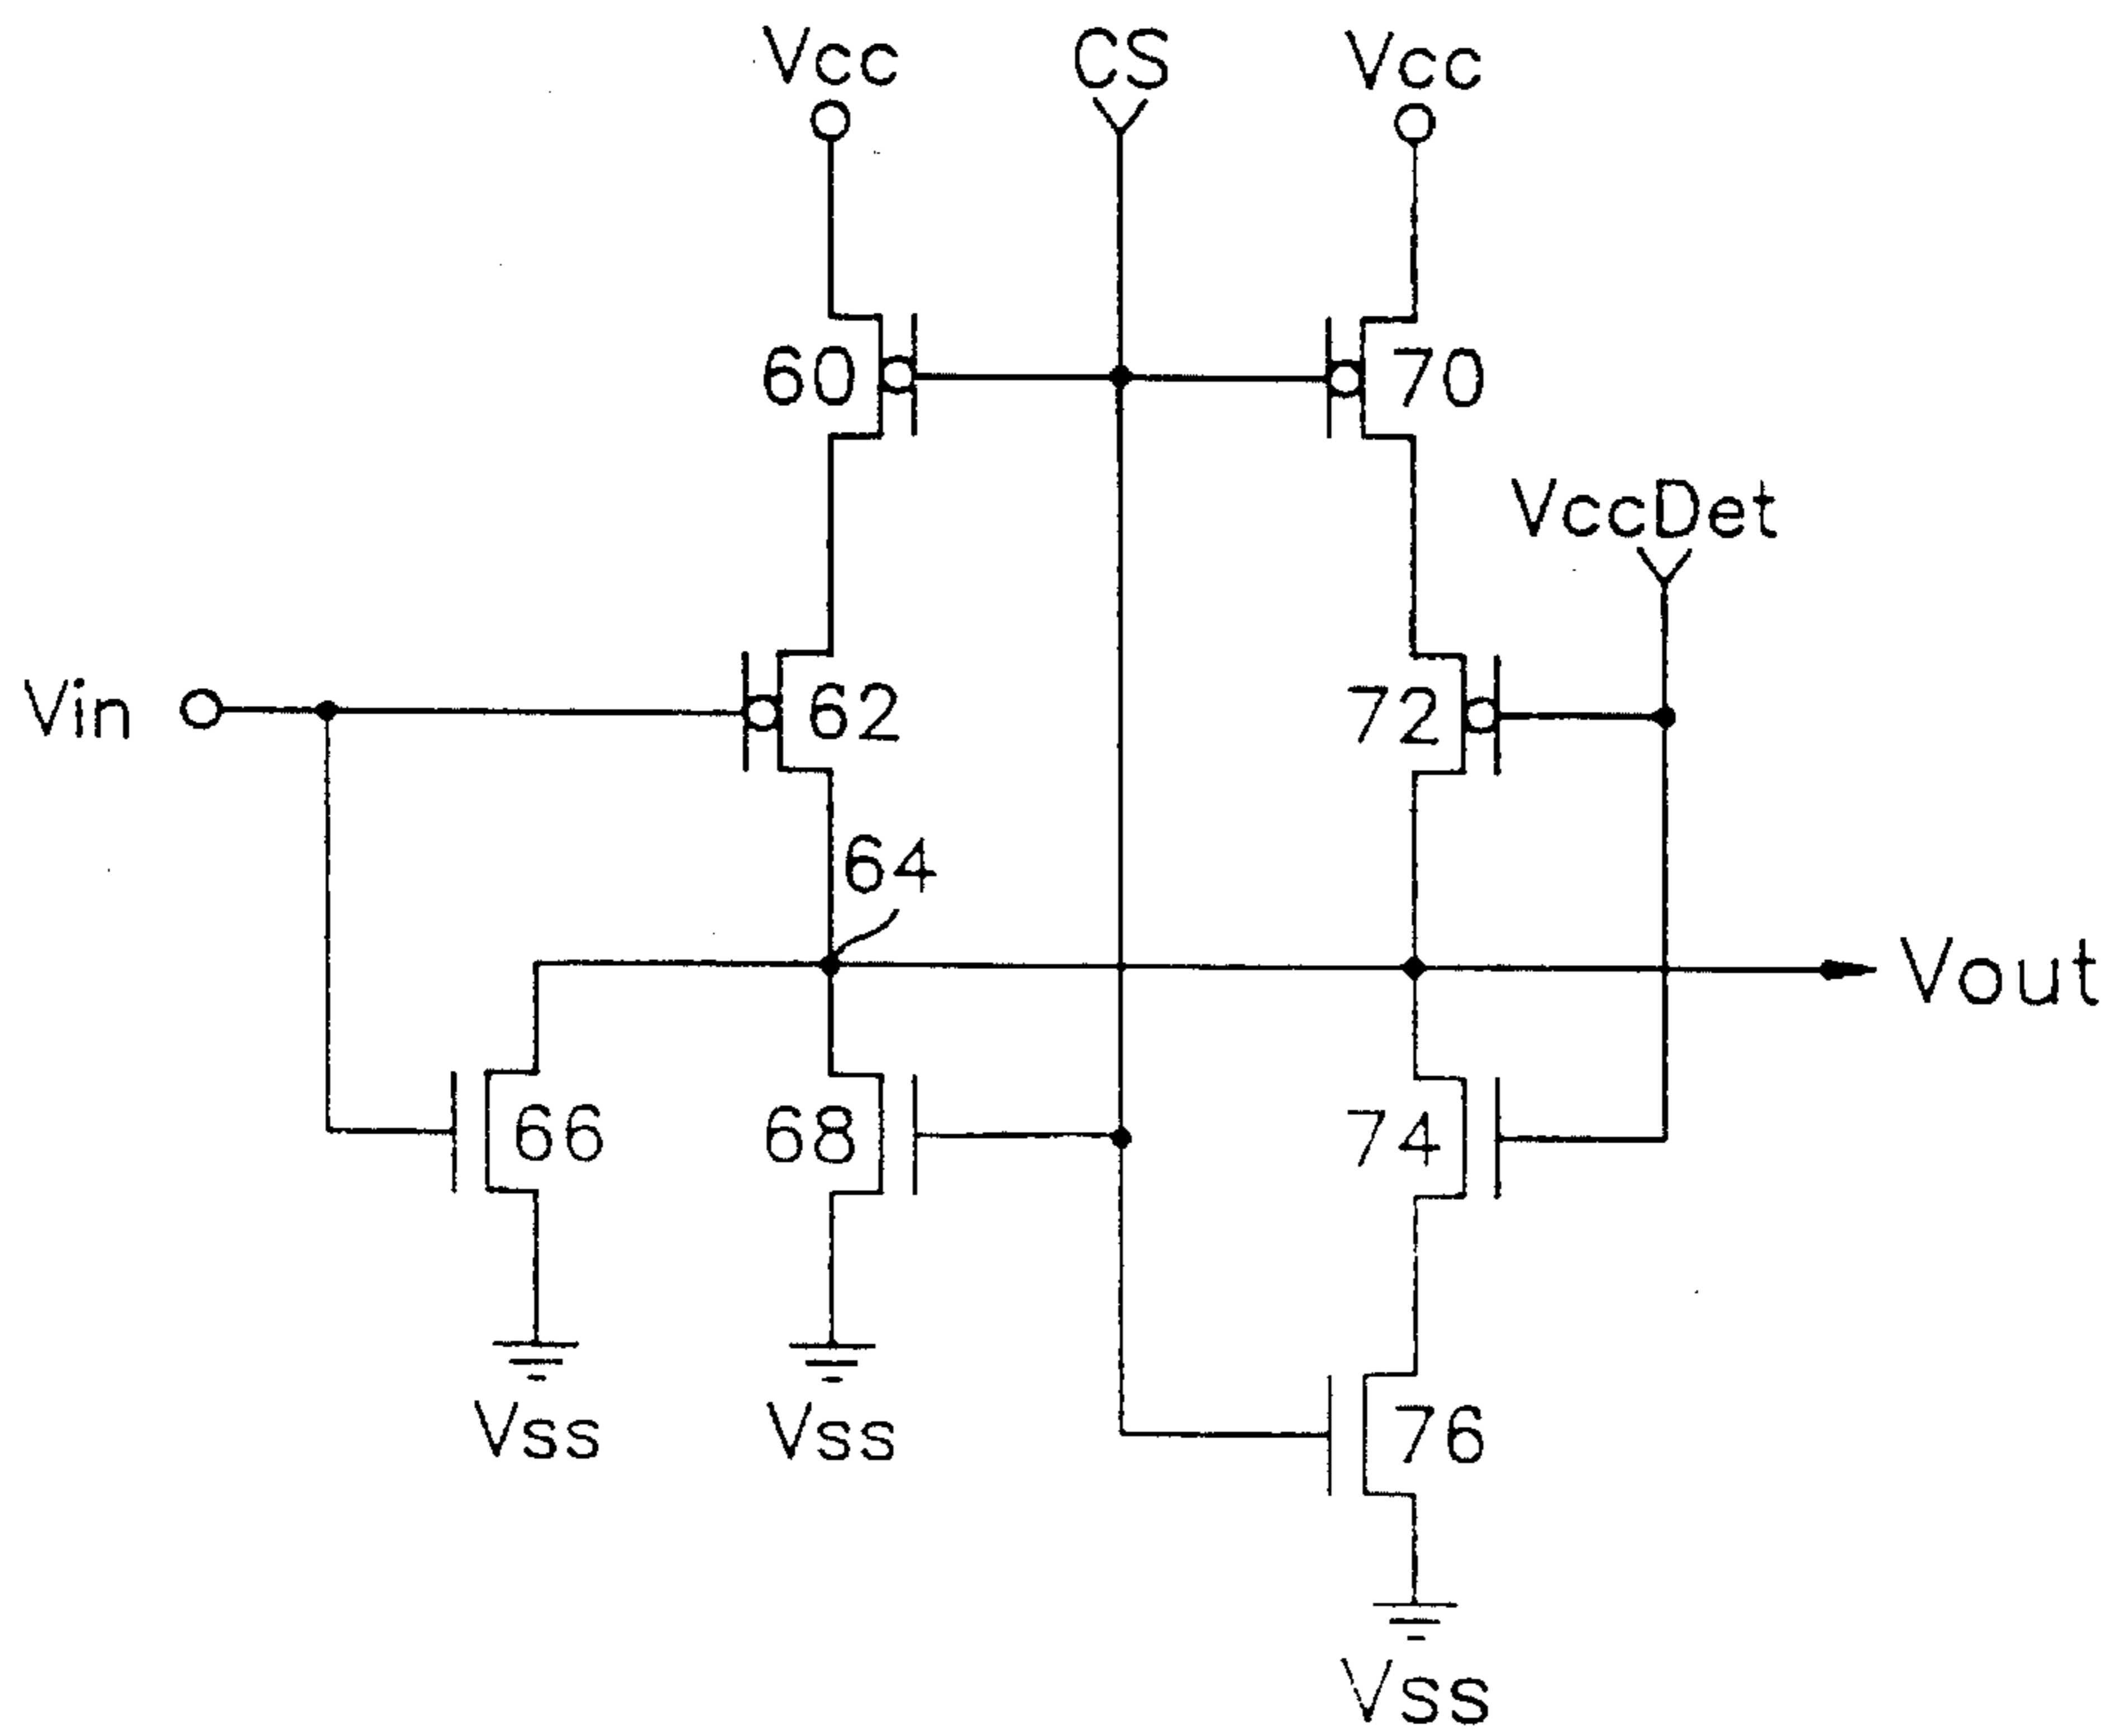 Vcc CS Vcc
60 70
VccDet
Vin 62 72
64
Vout
66 68 74
76
Vss Vss
Vss